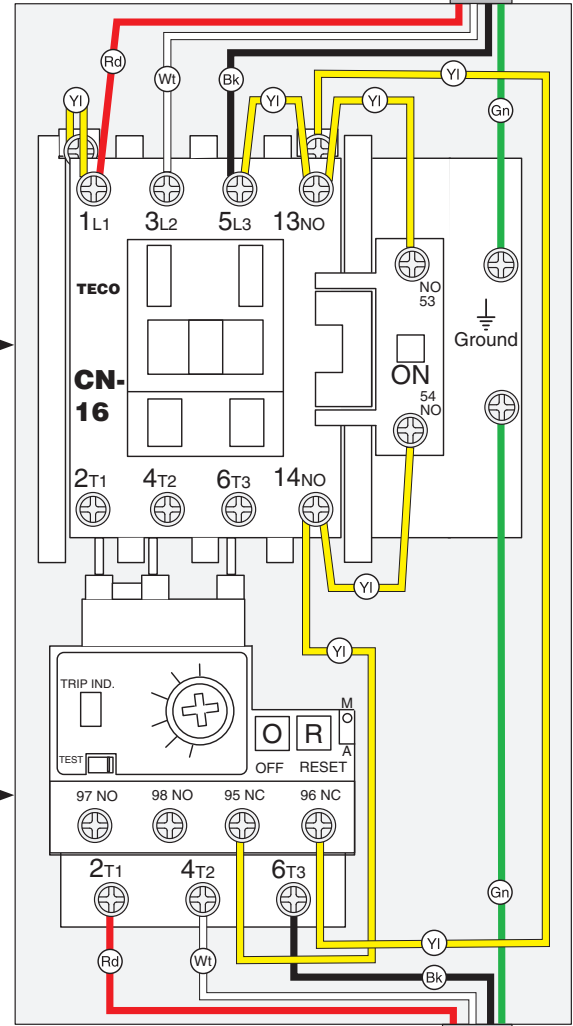 Rd
Wt
Bk
Yl
Yl
Yl
Yl
Gn
1L1 3L2 5L3 13NO
TECO
CN-
16
NO
53
ON
54
NO
Ground
2T1 4T2 6T3 14NO
Yl
Yl
TRIP IND.
TEST
O R
OFF RESET
M
A
97 NO 98 NO 95 NC 96 NC
2T1 4T2 6T3
Gn
Yl
Rd
Wt
Bk